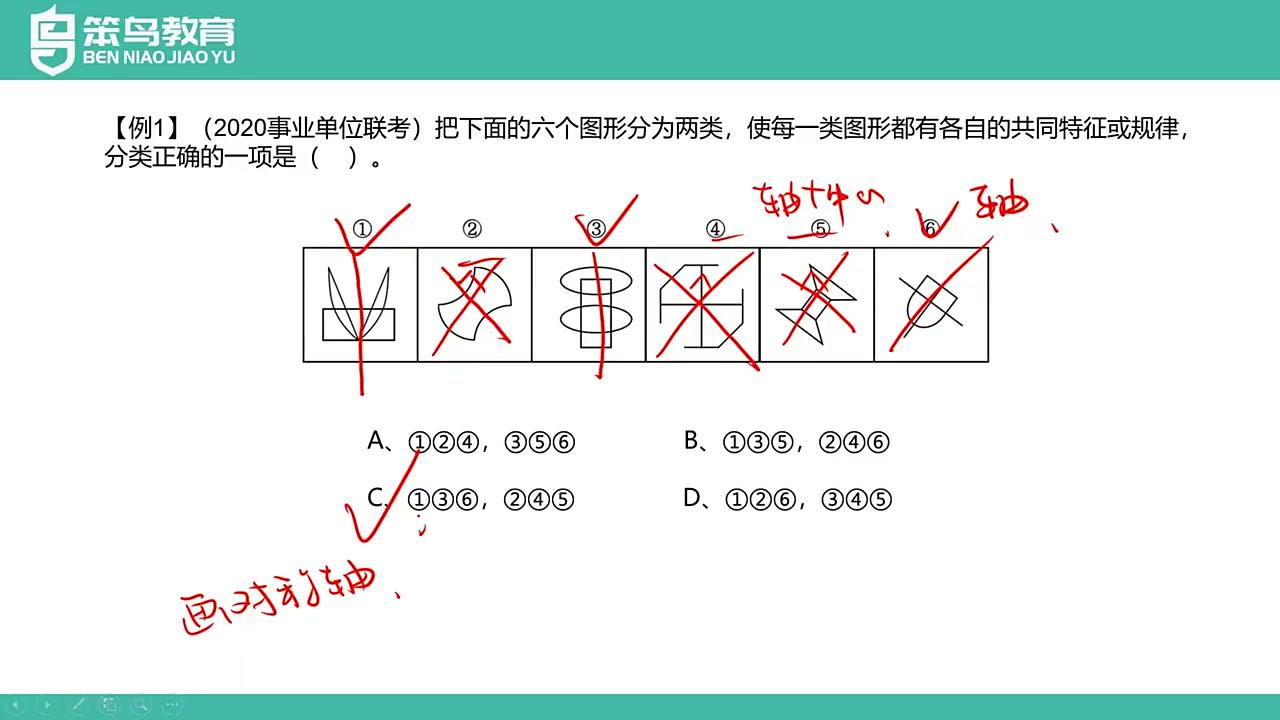 笨鸟教育
BEN NIAO JIAO YU
【例1】（2020事业单位联考）把下面的六个图形分为两类，使每一类图形都有各自的共同特征或规律，
分类正确的一项是（　）。
轴+中心 轴
① ② ③ ④ ⑤ ⑥
A、①②④，③⑤⑥ B、①③⑤，②④⑥
C、①③⑥，②④⑤ D、①②⑥，③④⑤
画对称轴